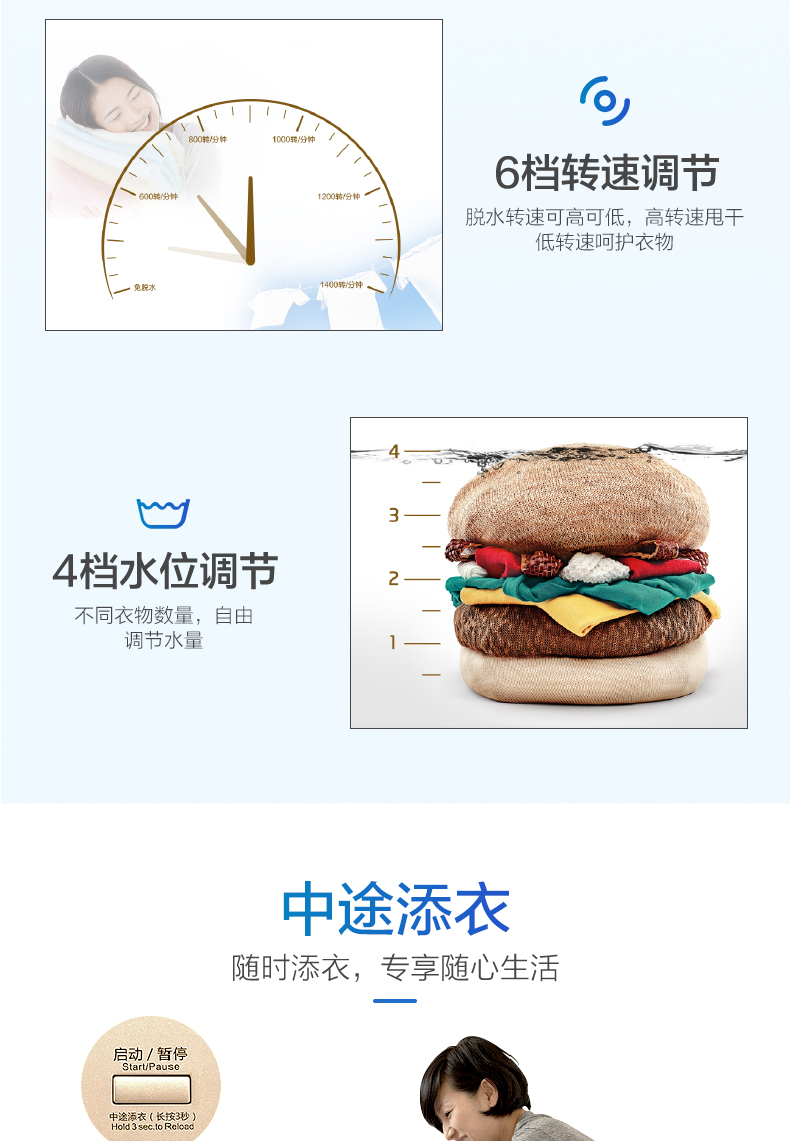 800转/分钟
1000转/分钟
600转/分钟
1200转/分钟
免脱水
1400转/分钟
6档转速调节
脱水转速可高可低，高转速甩干
低转速呵护衣物
4档水位调节
不同衣物数量，自由
调节水量
4
3
2
1
中途添衣
随时添衣，专享随心生活
启动 / 暂停
Start/Pause
中途添衣（长按3秒）
Hold 3 sec.to Reload